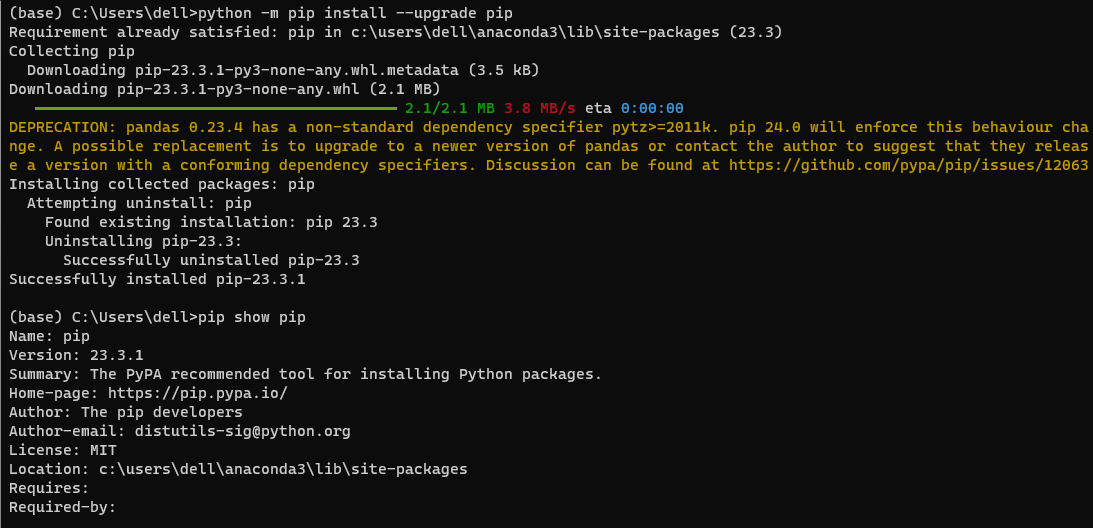 (base) C:\Users\dell>python -m pip install --upgrade pip
Requirement already satisfied: pip in c:\users\dell\anaconda3\lib\site-packages (23.3)
Collecting pip
  Downloading pip-23.3.1-py3-none-any.whl.metadata (3.5 kB)
Downloading pip-23.3.1-py3-none-any.whl (2.1 MB)
2.1/2.1 MB 3.8 MB/s eta 0:00:00
DEPRECATION: pandas 0.23.4 has a non-standard dependency specifier pytz>=2011k. pip 24.0 will enforce this behaviour cha
nge. A possible replacement is to upgrade to a newer version of pandas or contact the author to suggest that they releas
e a version with a conforming dependency specifiers. Discussion can be found at https://github.com/pypa/pip/issues/12063
Installing collected packages: pip
  Attempting uninstall: pip
    Found existing installation: pip 23.3
    Uninstalling pip-23.3:
      Successfully uninstalled pip-23.3
Successfully installed pip-23.3.1
(base) C:\Users\dell>pip show pip
Name: pip
Version: 23.3.1
Summary: The PyPA recommended tool for installing Python packages.
Home-page: https://pip.pypa.io/
Author: The pip developers
Author-email: distutils-sig@python.org
License: MIT
Location: c:\users\dell\anaconda3\lib\site-packages
Requires:
Required-by: